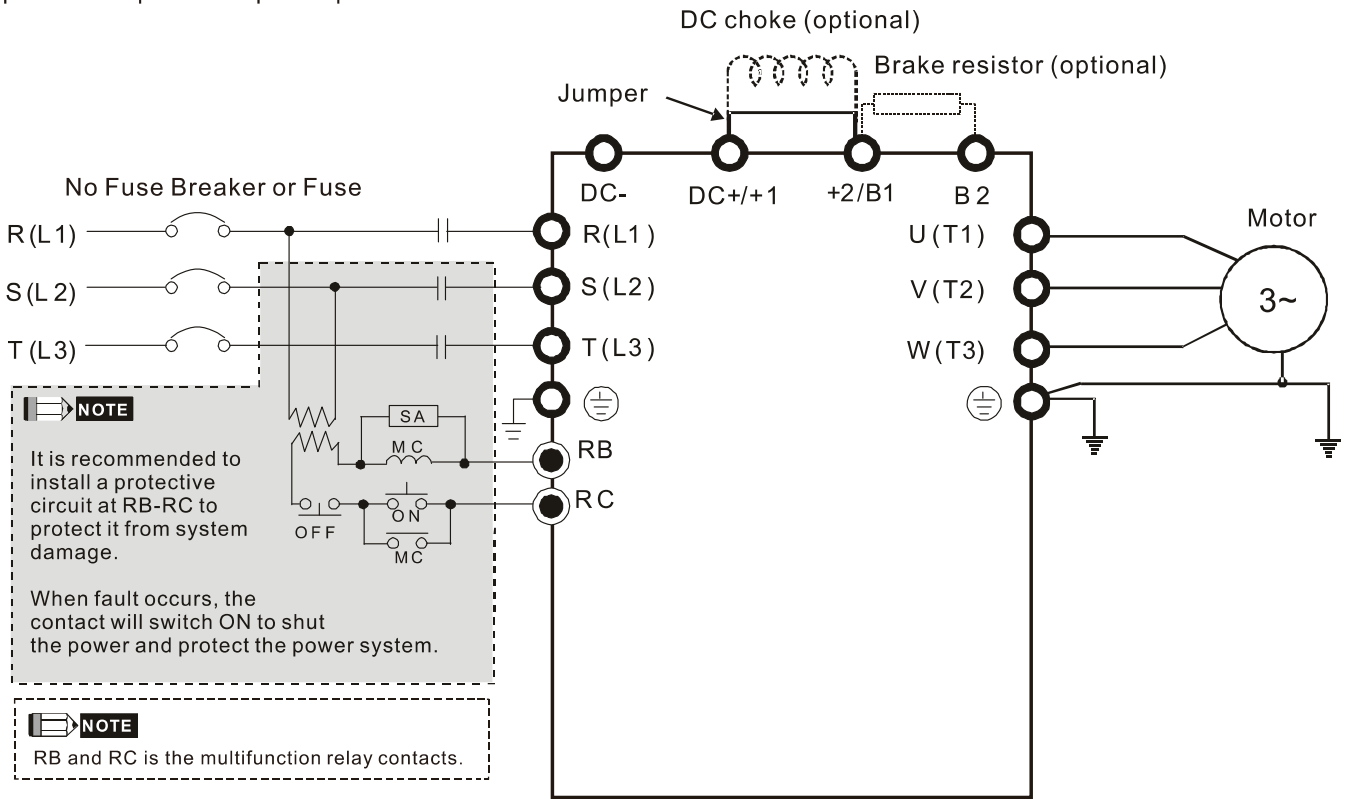 DC choke (optional)
Brake resistor (optional)
Jumper
DC-
DC+/+1
+2/B1
B2
No Fuse Breaker or Fuse
R(L1)
S(L2)
T(L3)
R(L1)
S(L2)
T(L3)
RB
RC
U(T1)
V(T2)
W(T3)
Motor
3~
SA
MC
OFF
ON
MC
NOTE
It is recommended to
install a protective
circuit at RB-RC to
protect it from system
damage.
When fault occurs, the
contact will switch ON to shut
the power and protect the power system.
NOTE
RB and RC is the multifunction relay contacts.